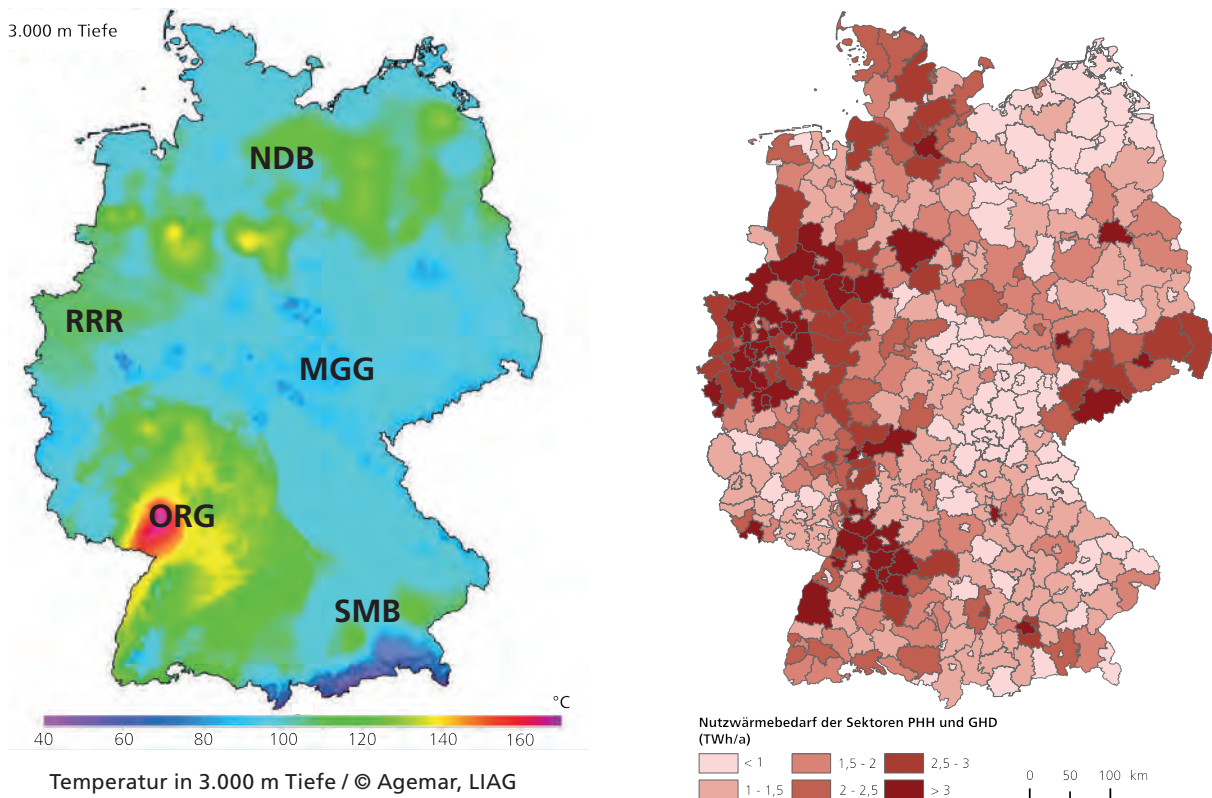 3.000 m Tiefe
NDB
RRR
MGG
ORG
SMB
°C
40 60 80 100 120 140 160
Temperatur in 3.000 m Tiefe / © Agemar, LIAG
Nutzwärmebedarf der Sektoren PHH und GHD
(TWh/a)
< 1 1,5 - 2 2,5 - 3
1 - 1,5 2 - 2,5 > 3
0 50 100 km